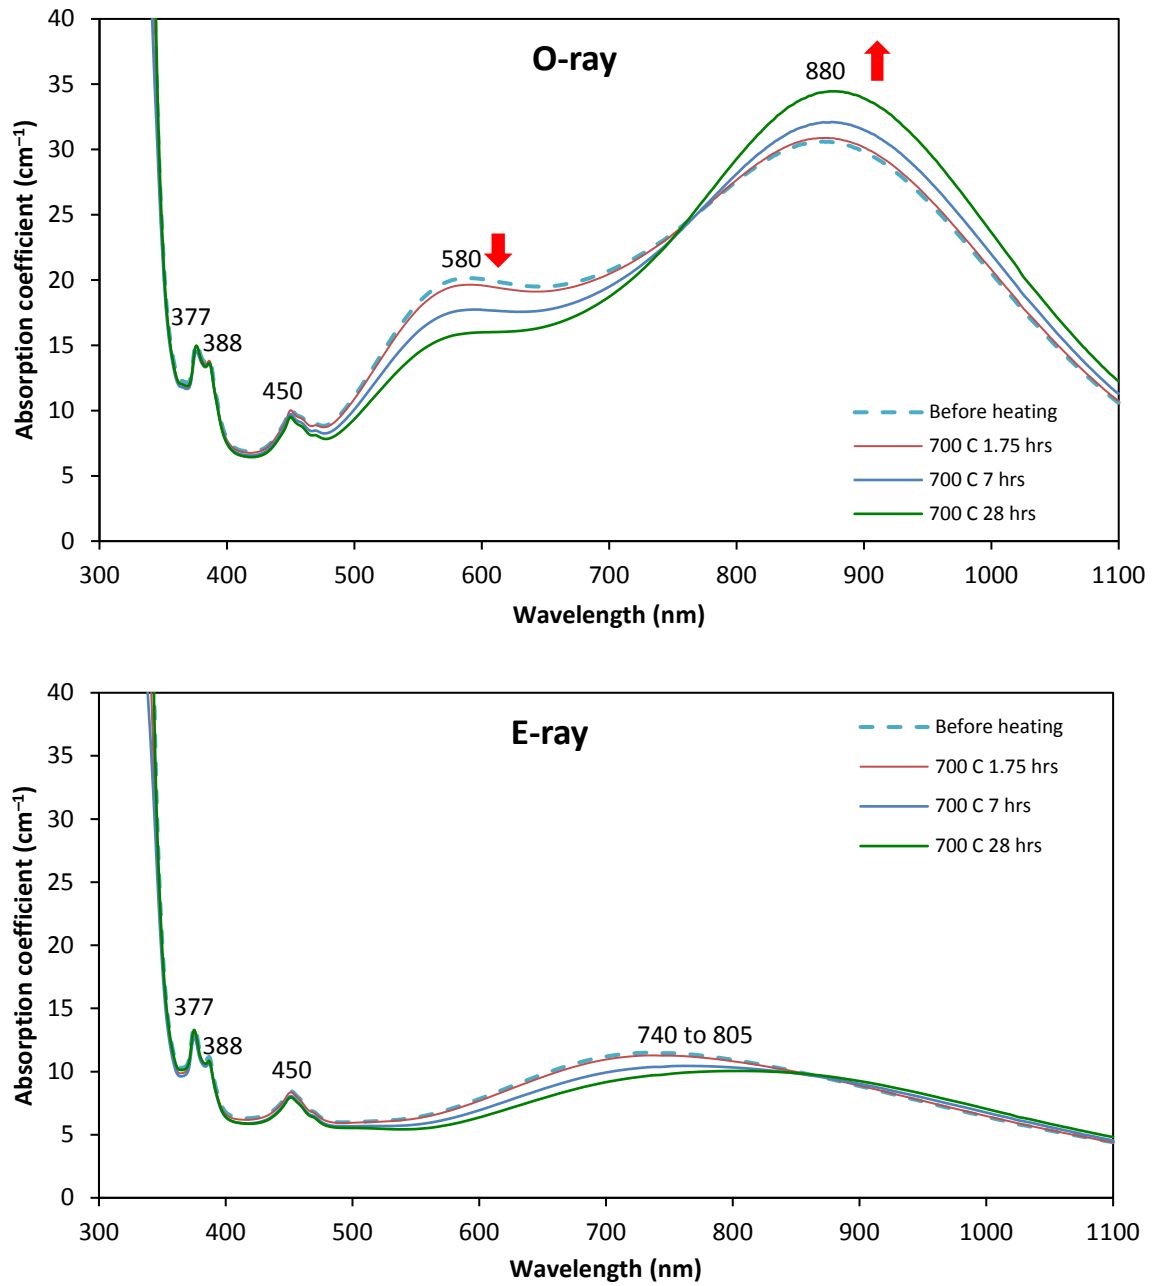 O-ray
40
35
30
25
20
15
10
5
0
Absorption coefficient (cm⁻¹)
880
580
377
388
450
Before heating
700 C 1.75 hrs
700 C 7 hrs
700 C 28 hrs
300 400 500 600 700 800 900 1000 1100
Wavelength (nm)
E-ray
40
35
30
25
20
15
10
5
0
Absorption coefficient (cm⁻¹)
Before heating
700 C 1.75 hrs
700 C 7 hrs
700 C 28 hrs
377
388
450
740 to 805
300 400 500 600 700 800 900 1000 1100
Wavelength (nm)